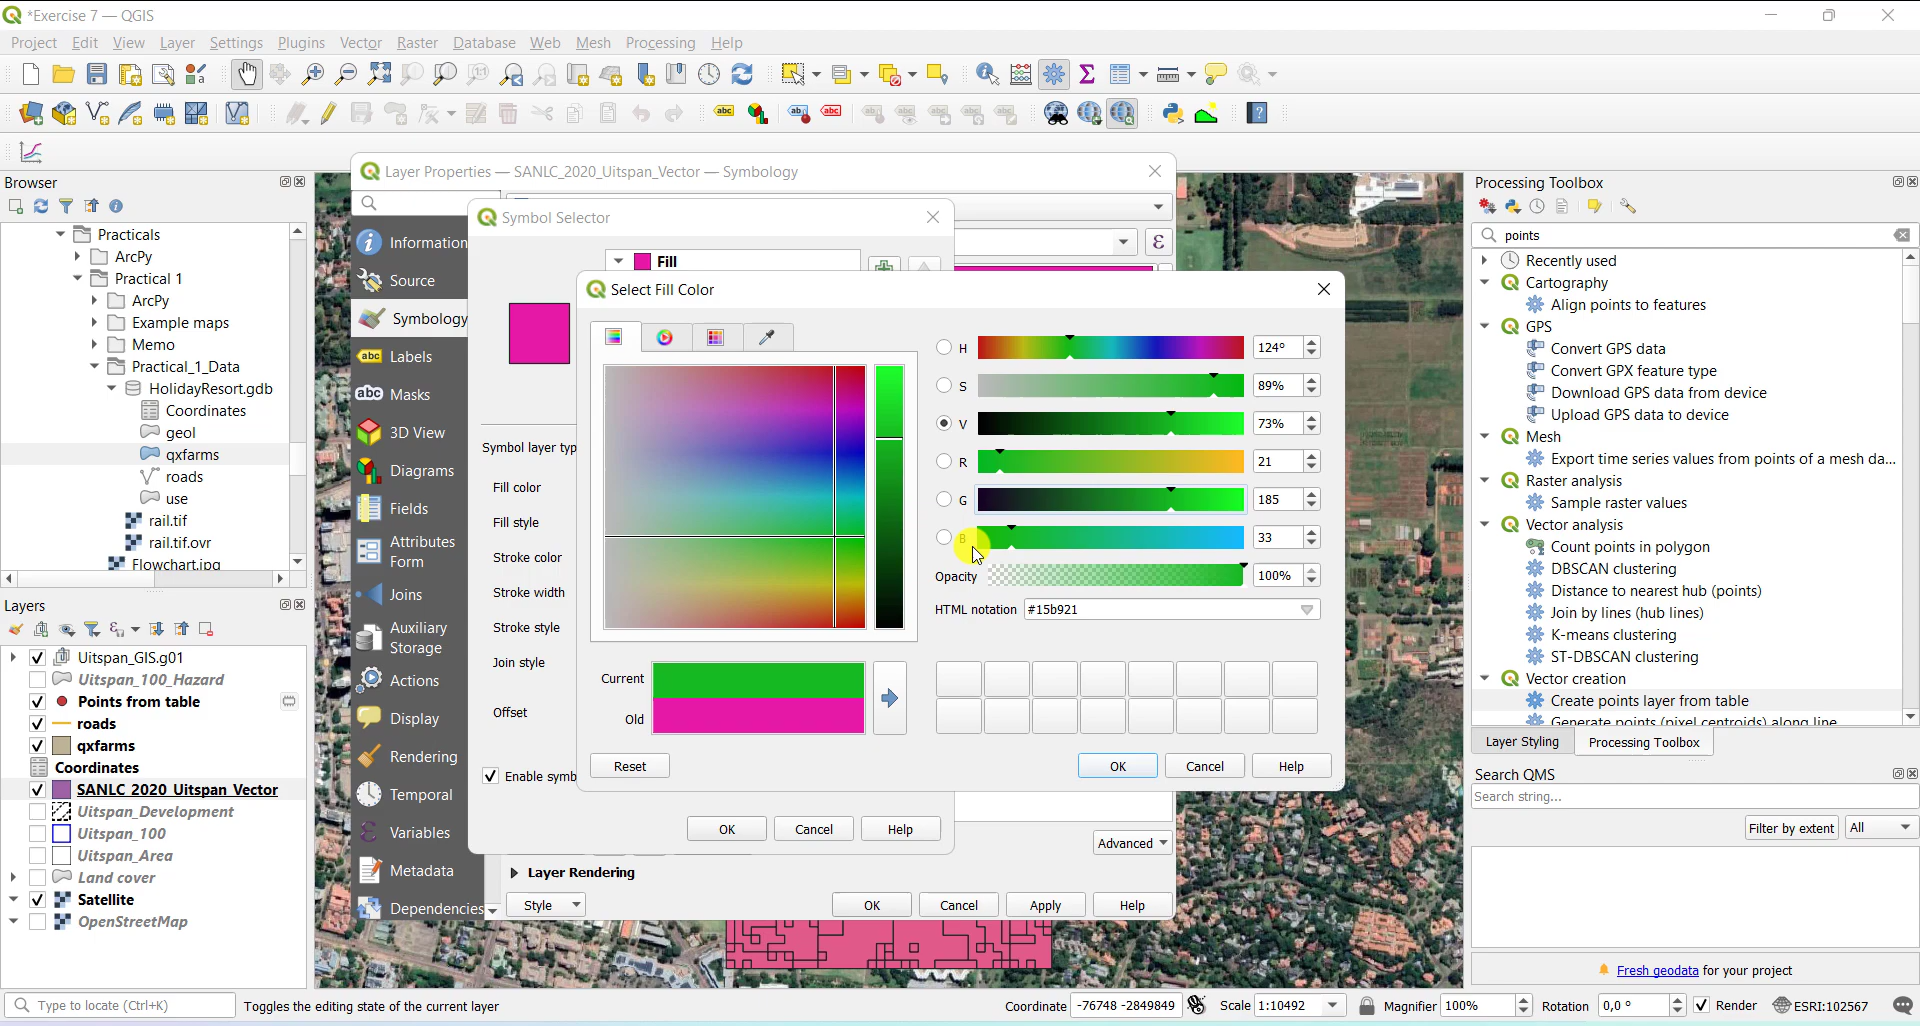 *Exercise 7 — QGIS
Project Edit View Layer Settings Plugins Vector Raster Database Web Mesh Processing Help
Browser
Practicals
ArcPy
Practical 1
ArcPy
Example maps
Memo
Practical_1_Data
HolidayResort.gdb
Coordinates
geol
qxfarms
roads
use
rail.tif
rail.tif.ovr
Flowchart.jpg
Layers
Uitspan_GIS.g01
Uitspan_100_Hazard
Points from table
roads
qxfarms
Coordinates
SANLC_2020_Uitspan_Vector
Uitspan_Development
Uitspan_100
Uitspan_Area
Land cover
Satellite
OpenStreetMap
Layer Properties — SANLC_2020_Uitspan_Vector — Symbology
Information
Source
Symbology
abc Labels
abc Masks
3D View
Diagrams
Fields
Attributes
Form
Joins
Auxiliary
Storage
Actions
Display
Rendering
Temporal
Variables
Metadata
Dependencies
Symbol Selector
Fill
Symbol layer typ
Fill color
Fill style
Stroke color
Stroke width
Stroke style
Join style
Offset
Enable symb
OK Cancel Help
Select Fill Color
H 124°
S 89%
V 73%
R 21
G 185
B 33
Opacity 100%
HTML notation #15b921
Current
Old
Reset OK Cancel Help
Advanced
Layer Rendering
Style OK Cancel Apply Help
Processing Toolbox
points
Recently used
Cartography
Align points to features
GPS
Convert GPS data
Convert GPX feature type
Download GPS data from device
Upload GPS data to device
Mesh
Export time series values from points of a mesh da...
Raster analysis
Sample raster values
Vector analysis
Count points in polygon
DBSCAN clustering
Distance to nearest hub (points)
Join by lines (hub lines)
K-means clustering
ST-DBSCAN clustering
Vector creation
Create points layer from table
Generate points (pixel centroids) along line
Layer Styling Processing Toolbox
Search QMS
Search string...
Filter by extent All
Fresh geodata for your project
Type to locate (Ctrl+K) Toggles the editing state of the current layer Coordinate -76748 -2849849 Scale 1:10492 Magnifier 100% Rotation 0,0 ° Render ESRI:102567